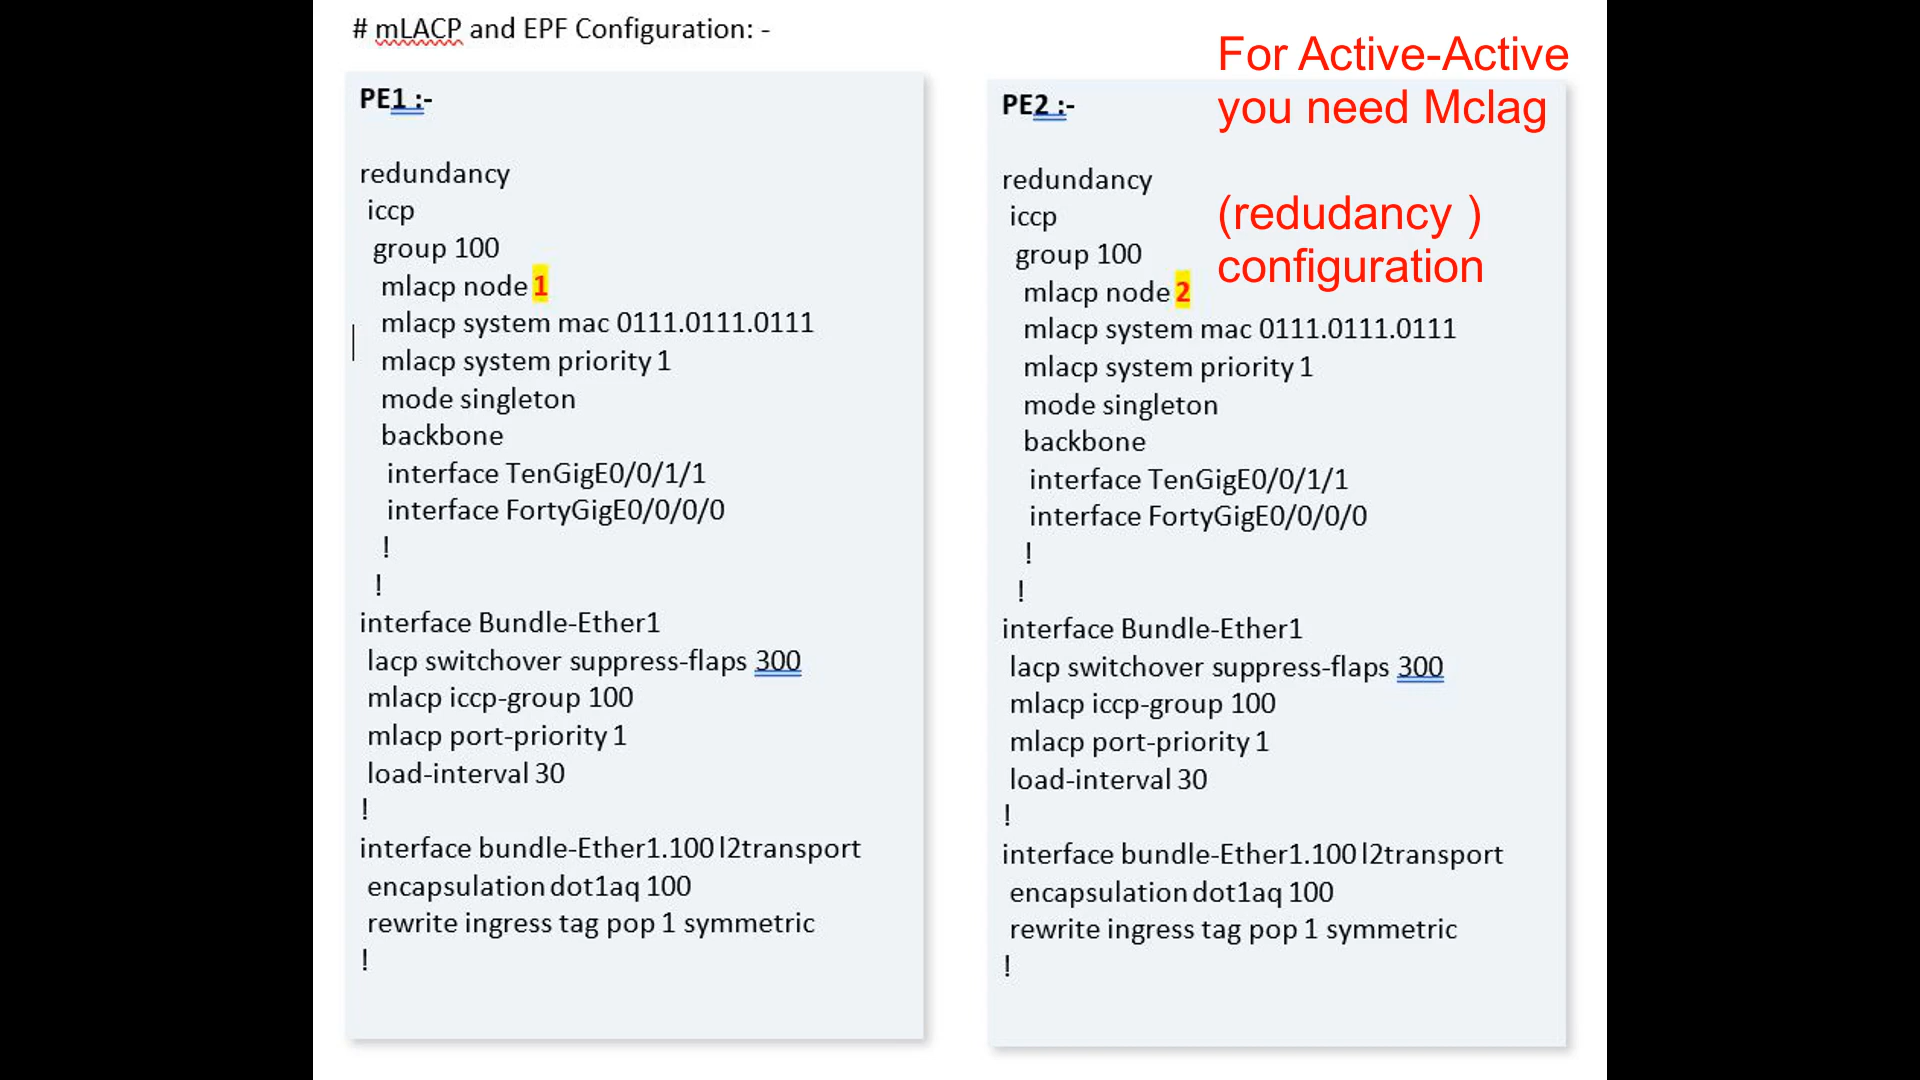 # mLACP and EPF Configuration: -
PE1 :-
redundancy
iccp
group 100
mlacp node 1
mlacp system mac 0111.0111.0111
mlacp system priority 1
mode singleton
backbone
interface TenGigE0/0/1/1
interface FortyGigE0/0/0/0
!
!
interface Bundle-Ether1
lacp switchover suppress-flaps 300
mlacp iccp-group 100
mlacp port-priority 1
load-interval 30
!
interface bundle-Ether1.100 l2transport
encapsulation dot1aq 100
rewrite ingress tag pop 1 symmetric
!
PE2 :-
redundancy
iccp
group 100
mlacp node 2
mlacp system mac 0111.0111.0111
mlacp system priority 1
mode singleton
backbone
interface TenGigE0/0/1/1
interface FortyGigE0/0/0/0
!
!
interface Bundle-Ether1
lacp switchover suppress-flaps 300
mlacp iccp-group 100
mlacp port-priority 1
load-interval 30
!
interface bundle-Ether1.100 l2transport
encapsulation dot1aq 100
rewrite ingress tag pop 1 symmetric
!
For Active-Active
you need Mclag
(redudancy )
configuration